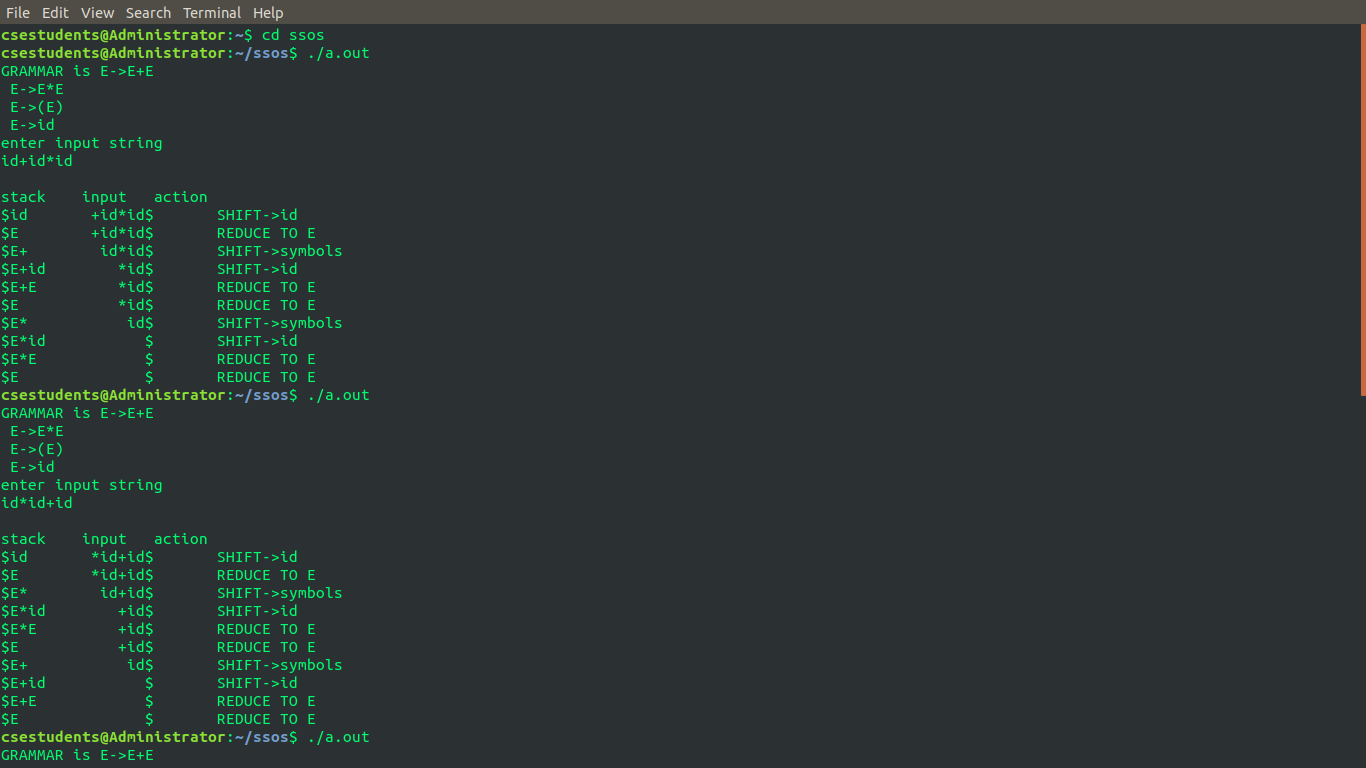 File Edit View Search Terminal Help
csestudents@Administrator:~$ cd ssos
csestudents@Administrator:~/ssos$ ./a.out
GRAMMAR is E->E+E
 E->E*E
 E->(E)
 E->id
enter input string
id+id*id

stack    input   action
$id       +id*id$       SHIFT->id
$E        +id*id$       REDUCE TO E
$E+        id*id$       SHIFT->symbols
$E+id        *id$       SHIFT->id
$E+E         *id$       REDUCE TO E
$E           *id$       REDUCE TO E
$E*           id$       SHIFT->symbols
$E*id           $       SHIFT->id
$E*E            $       REDUCE TO E
$E              $       REDUCE TO E
csestudents@Administrator:~/ssos$ ./a.out
GRAMMAR is E->E+E
 E->E*E
 E->(E)
 E->id
enter input string
id*id+id

stack    input   action
$id       *id+id$       SHIFT->id
$E        *id+id$       REDUCE TO E
$E*        id+id$       SHIFT->symbols
$E*id        +id$       SHIFT->id
$E*E         +id$       REDUCE TO E
$E           +id$       REDUCE TO E
$E+           id$       SHIFT->symbols
$E+id           $       SHIFT->id
$E+E            $       REDUCE TO E
$E              $       REDUCE TO E
csestudents@Administrator:~/ssos$ ./a.out
GRAMMAR is E->E+E